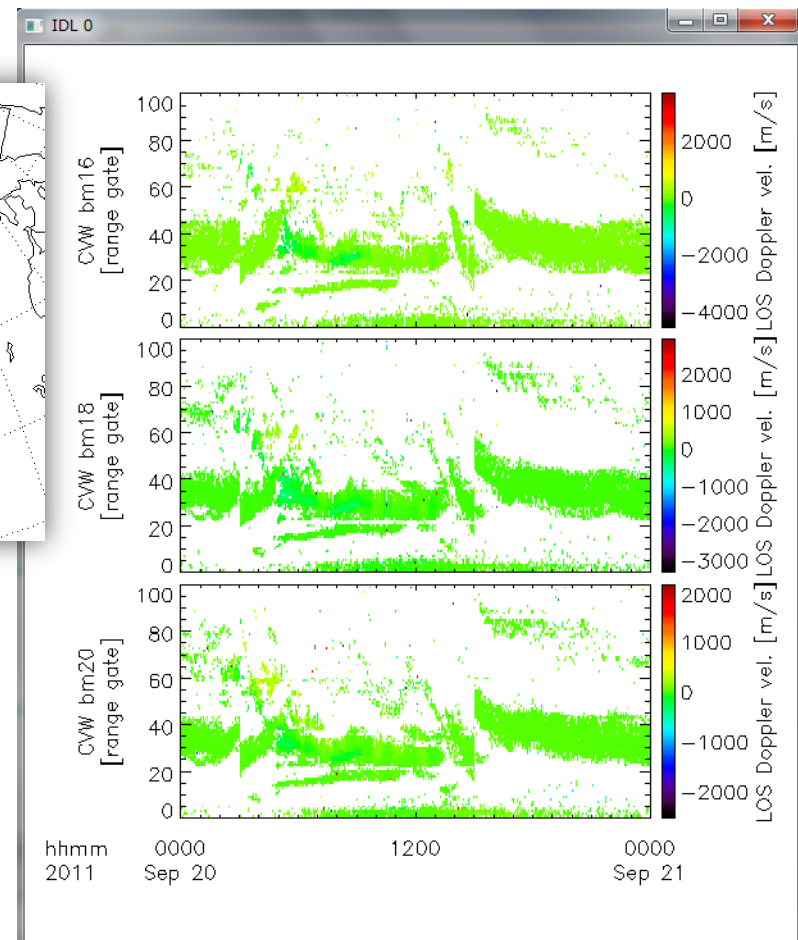 IDL 0
CVW bm16
[range gate]
100
80
60
40
20
0
2000
0
−2000
−4000
LOS Doppler vel. [m/s]
CVW bm18
[range gate]
100
80
60
40
20
0
2000
1000
0
−1000
−2000
−3000
LOS Doppler vel. [m/s]
CVW bm20
[range gate]
100
80
60
40
20
0
2000
1000
0
−1000
−2000
LOS Doppler vel. [m/s]
hhmm 0000 1200 0000
2011 Sep 20 Sep 21